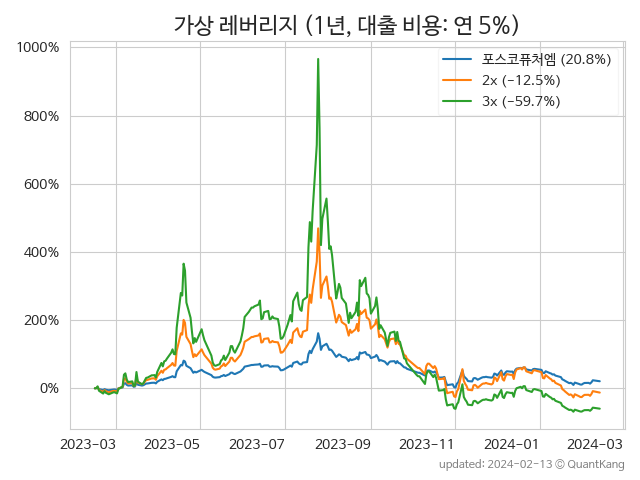 가상 레버리지 (1년, 대출 비용: 연 5%)
1000%
800%
600%
400%
200%
0%
포스코퓨처엠 (20.8%)
2x (−12.5%)
3x (−59.7%)
2023-03 2023-05 2023-07 2023-09 2023-11 2024-01 2024-03
updated: 2024-02-13 ⓒ QuantKang